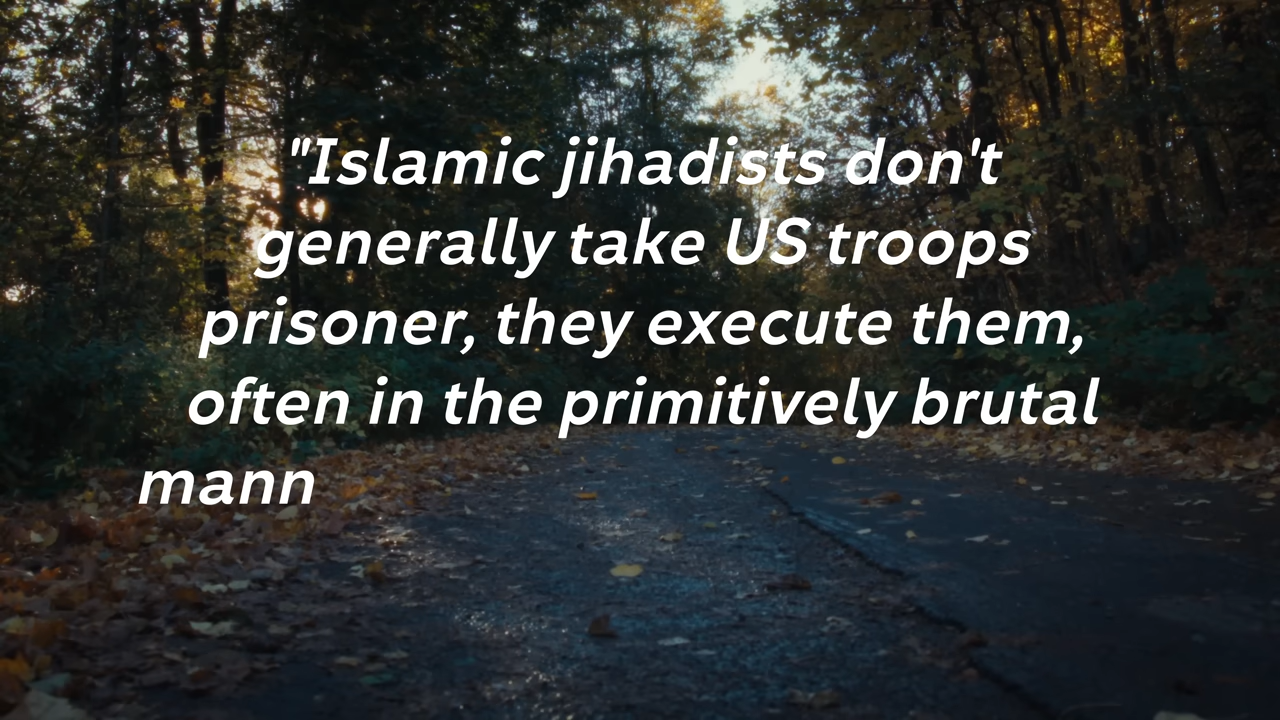 "Islamic jihadists don't
generally take US troops
prisoner, they execute them,
often in the primitively brutal
mann